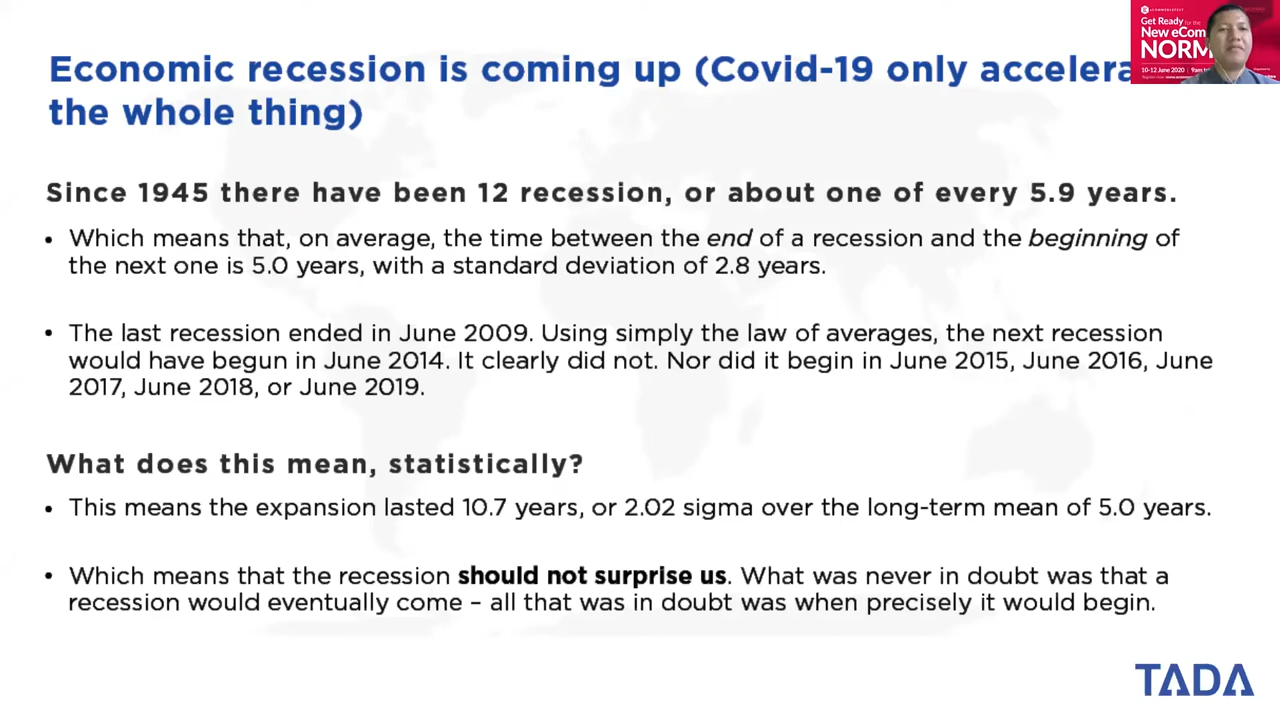 Economic recession is coming up (Covid-19 only accelera
the whole thing)
Since 1945 there have been 12 recession, or about one of every 5.9 years.
• Which means that, on average, the time between the end of a recession and the beginning of
the next one is 5.0 years, with a standard deviation of 2.8 years.
• The last recession ended in June 2009. Using simply the law of averages, the next recession
would have begun in June 2014. It clearly did not. Nor did it begin in June 2015, June 2016, June
2017, June 2018, or June 2019.
What does this mean, statistically?
• This means the expansion lasted 10.7 years, or 2.02 sigma over the long-term mean of 5.0 years.
• Which means that the recession should not surprise us. What was never in doubt was that a
recession would eventually come – all that was in doubt was when precisely it would begin.
TADA
Get Ready for the
New eCom
NORM
10-12 June 2020 | 9am